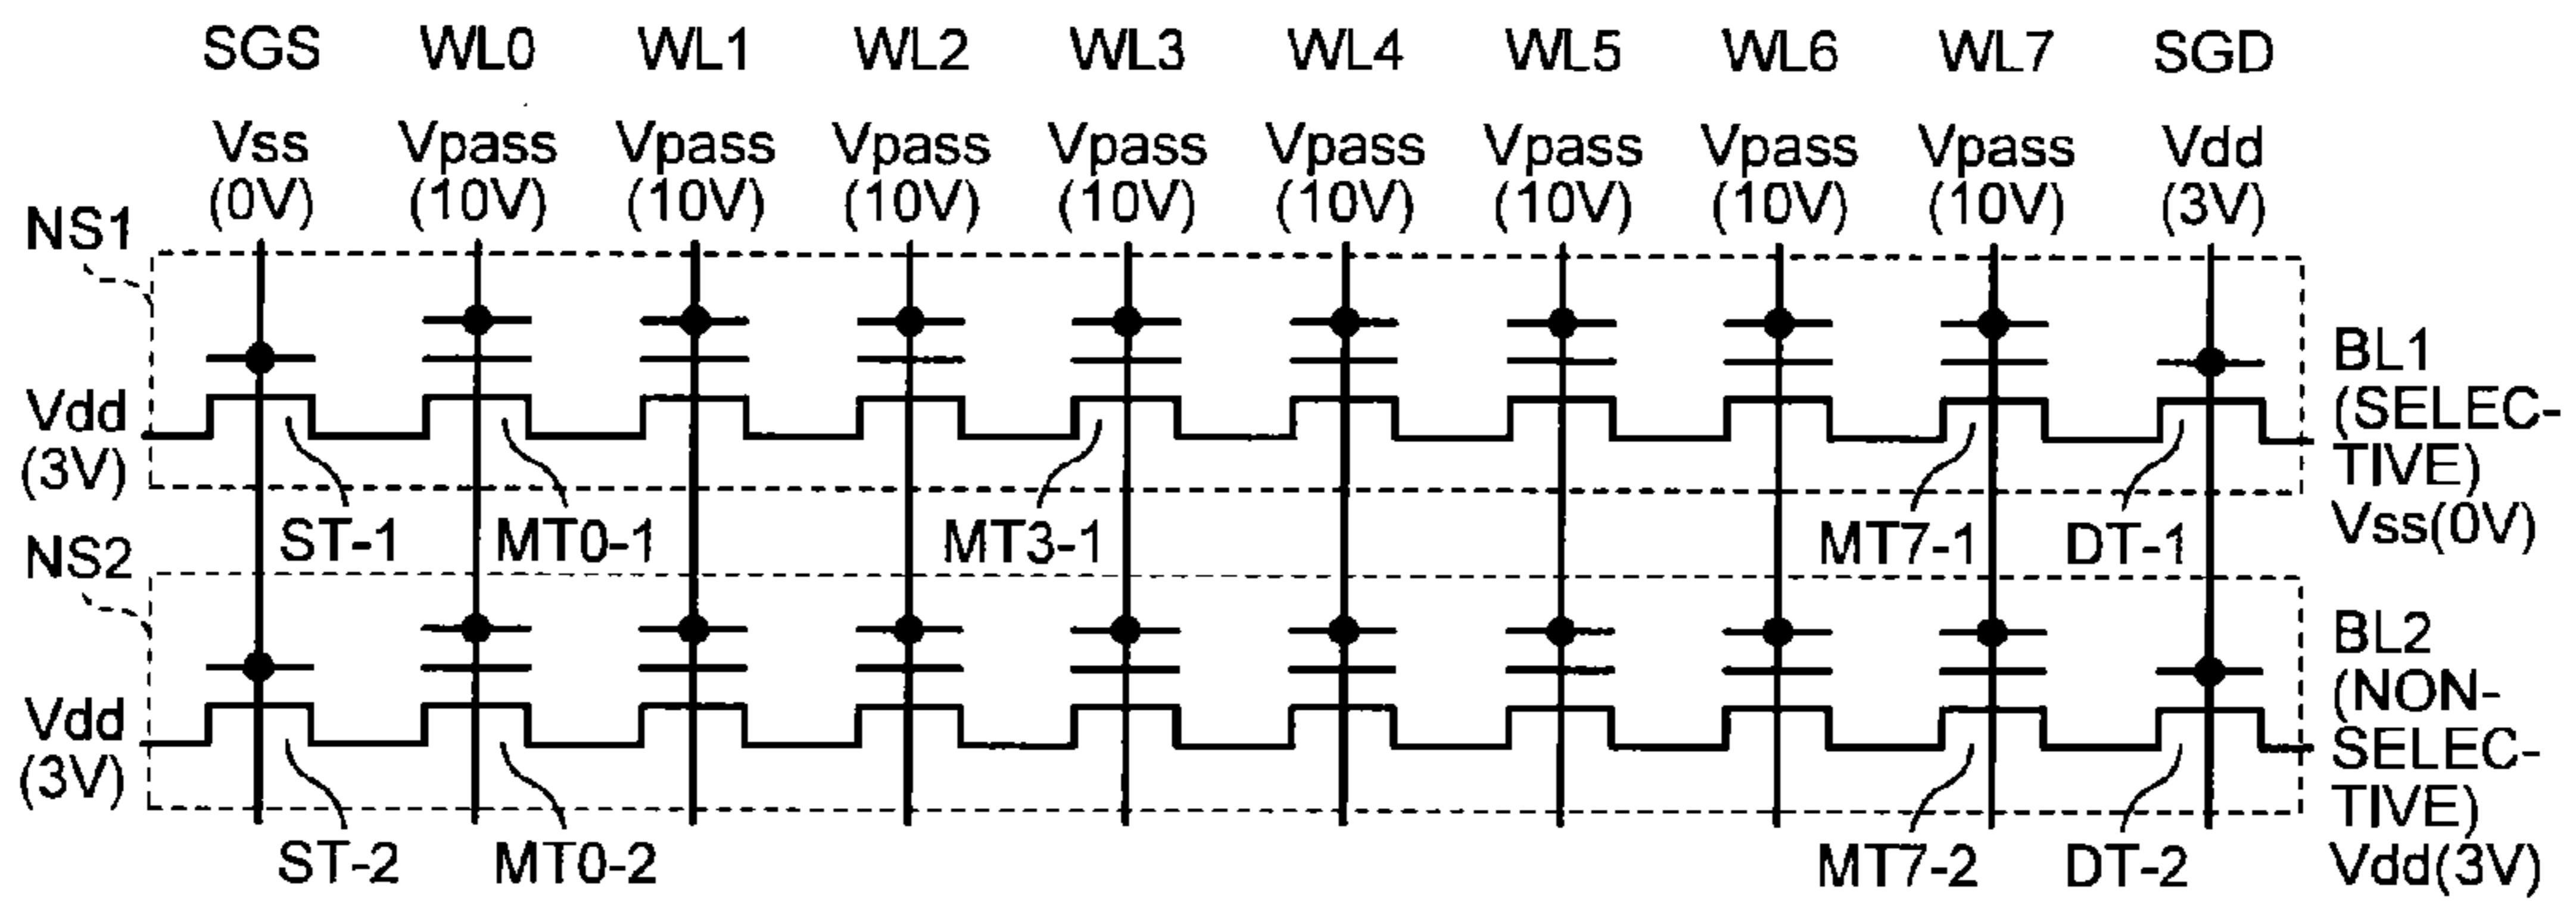 SGS WL0 WL1 WL2 WL3 WL4 WL5 WL6 WL7 SGD
Vss Vpass Vpass Vpass Vpass Vpass Vpass Vpass Vpass Vdd
(0V) (10V) (10V) (10V) (10V) (10V) (10V) (10V) (10V) (3V)
NS1
Vdd
(3V)
BL1
(SELEC-
TIVE)
Vss(0V)
ST-1 MT0-1 MT3-1 MT7-1 DT-1
NS2
Vdd
(3V)
BL2
(NON-
SELEC-
TIVE)
Vdd(3V)
ST-2 MT0-2 MT7-2 DT-2